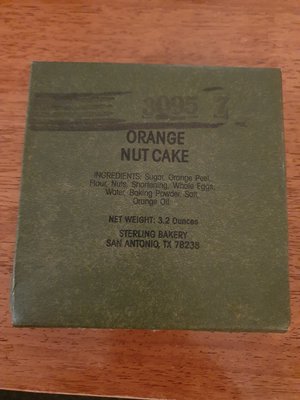 ORANGE
NUT CAKE
INGREDIENTS: Sugar, Orange Peel,
Flour, Nuts, Shortening, Whole Eggs,
Water, Baking Powder, Salt,
Orange Oil.
NET WEIGHT: 3.2 Ounces
STERLING BAKERY
SAN ANTONIO, TX 78238